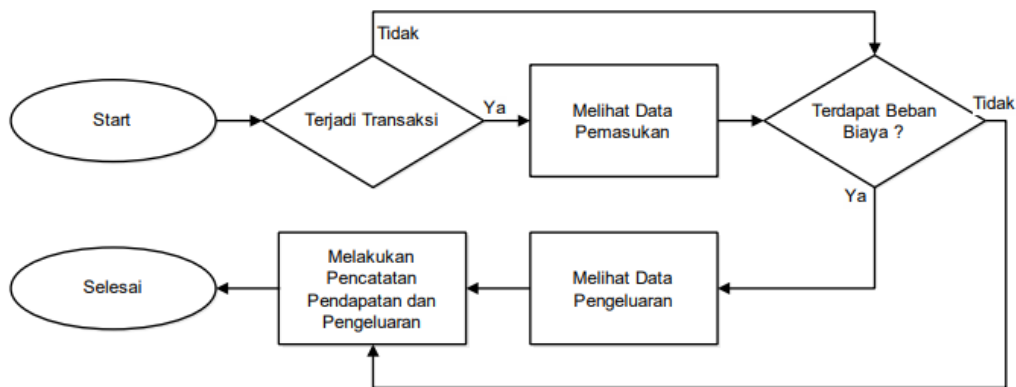 Tidak
Start
Terjadi Transaksi
Ya
Melihat Data
Pemasukan
Terdapat Beban
Biaya ?
Tidak
Ya
Selesai
Melakukan
Pencatatan
Pendapatan dan
Pengeluaran
Melihat Data
Pengeluaran